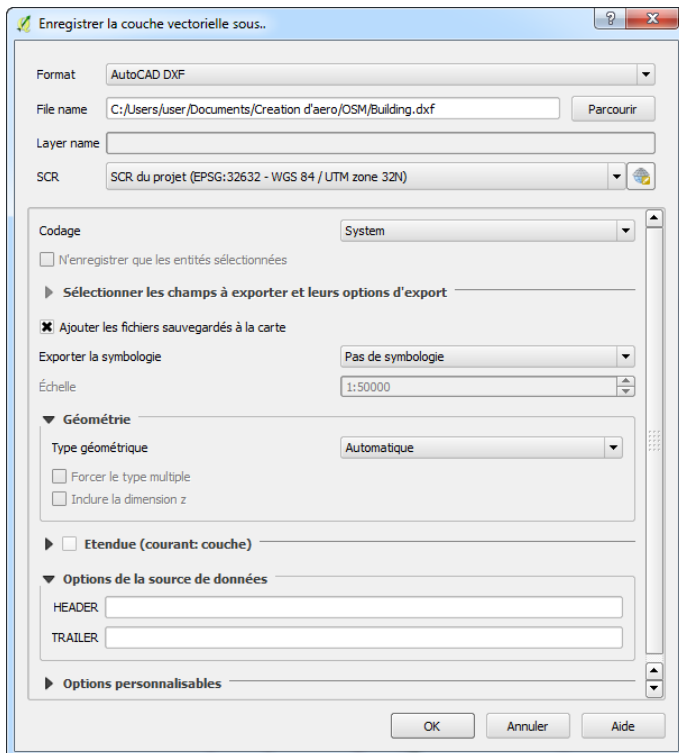 Enregistrer la couche vectorielle sous..
Format AutoCAD DXF
File name C:/Users/user/Documents/Creation d'aero/OSM/Building.dxf Parcourir
Layer name
SCR SCR du projet (EPSG:32632 - WGS 84 / UTM zone 32N)
Codage System
N'enregistrer que les entités sélectionnées
Sélectionner les champs à exporter et leurs options d'export
Ajouter les fichiers sauvegardés à la carte
Exporter la symbologie Pas de symbologie
Échelle 1:50000
Géométrie
Type géométrique Automatique
Forcer le type multiple
Inclure la dimension z
Etendue (courant: couche)
Options de la source de données
HEADER
TRAILER
Options personnalisables
OK Annuler Aide